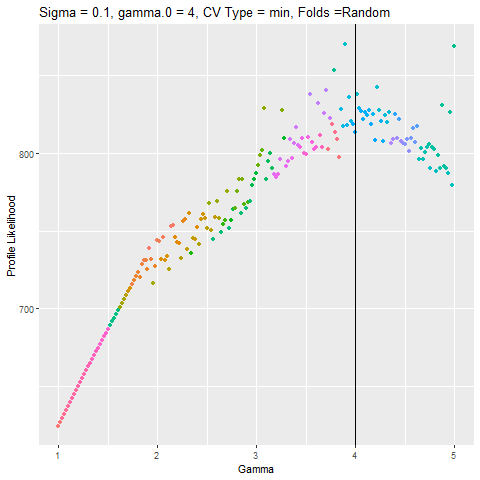 Sigma = 0.1, gamma.0 = 4, CV Type = min, Folds =Random
Profile Likelihood
800
700
1 2 3 4 5
Gamma